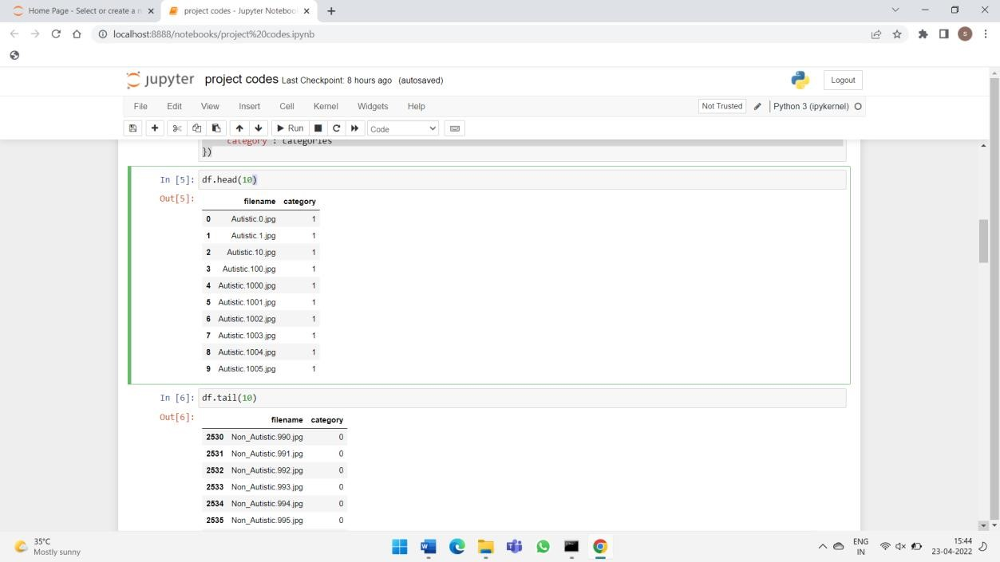 Home Page - Select or create a n
project codes - Jupyter Notebook
localhost:8888/notebooks/project%20codes.ipynb
S
jupyter project codes Last Checkpoint: 8 hours ago (autosaved)
Logout
File Edit View Insert Cell Kernel Widgets Help
Not Trusted
Python 3 (ipykernel)
Run
Code
category : categories
})
In [5]: df.head(10)
Out[5]:
filename category
0 Autistic.0.jpg 1
1 Autistic.1.jpg 1
2 Autistic.10.jpg 1
3 Autistic.100.jpg 1
4 Autistic.1000.jpg 1
5 Autistic.1001.jpg 1
6 Autistic.1002.jpg 1
7 Autistic.1003.jpg 1
8 Autistic.1004.jpg 1
9 Autistic.1005.jpg 1
In [6]: df.tail(10)
Out[6]:
filename category
2530 Non_Autistic.990.jpg 0
2531 Non_Autistic.991.jpg 0
2532 Non_Autistic.992.jpg 0
2533 Non_Autistic.993.jpg 0
2534 Non_Autistic.994.jpg 0
2535 Non_Autistic.995.jpg 0
35°C
Mostly sunny
ENG
IN
15:44
23-04-2022